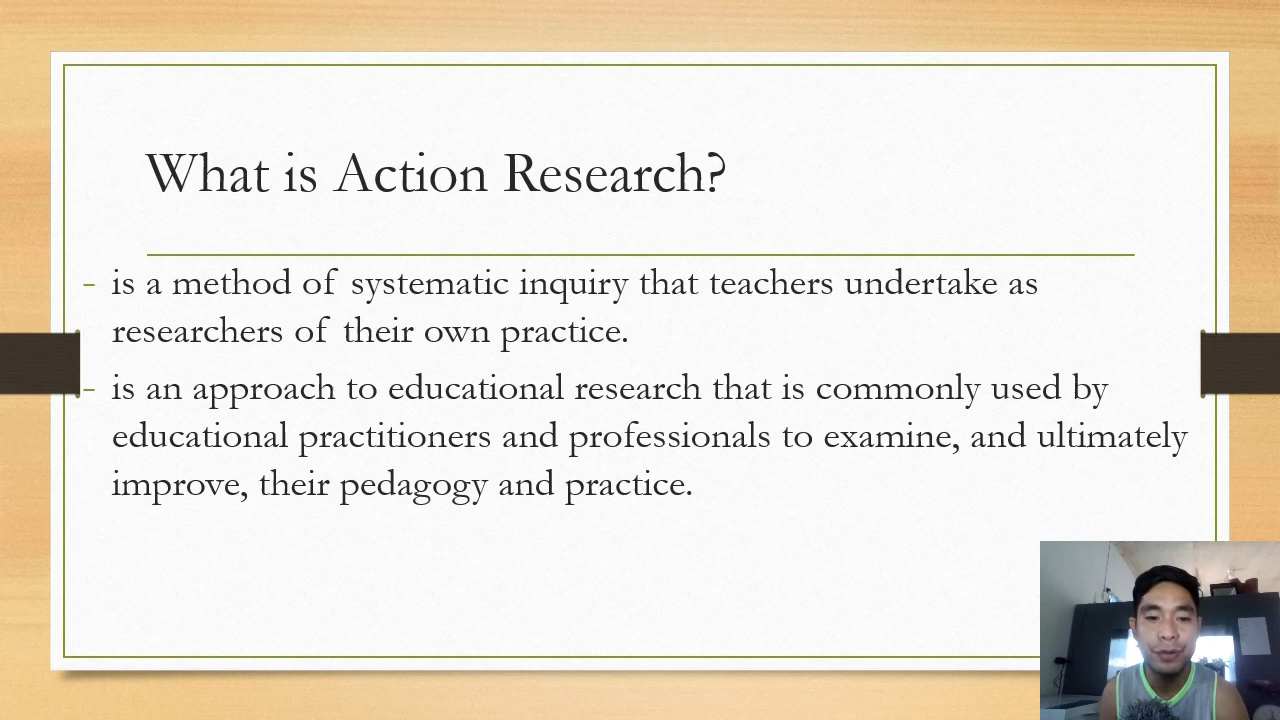 What is Action Research?
- is a method of systematic inquiry that teachers undertake as
researchers of their own practice.
- is an approach to educational research that is commonly used by
educational practitioners and professionals to examine, and ultimately
improve, their pedagogy and practice.